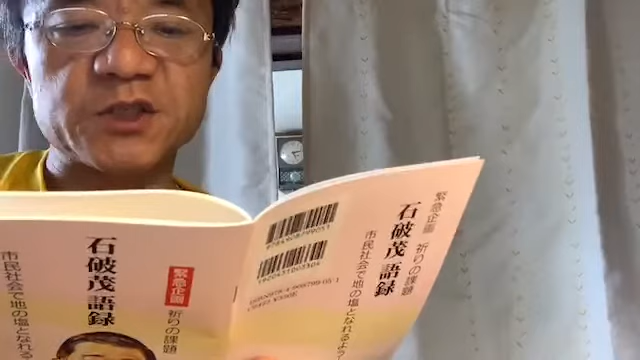 緊急企画 祈りの課題
石破茂 語録
市民社会で地の塩となれるよう
緊急企画
祈りの課題
石破茂 語録
市民社会で地の塩となれる